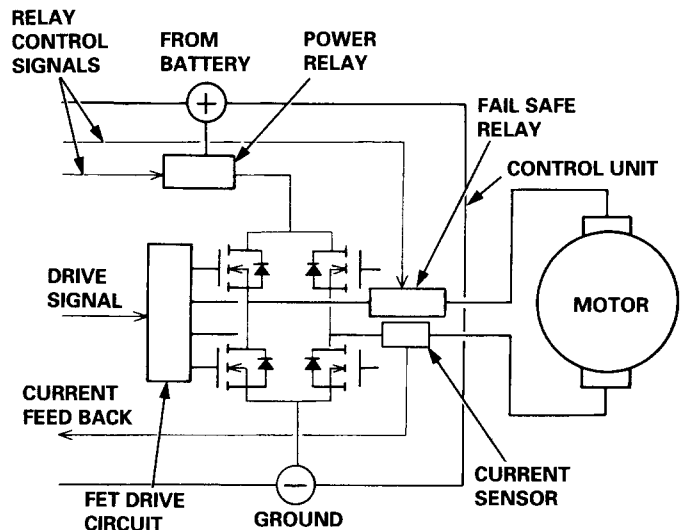 RELAY
CONTROL
SIGNALS
FROM
BATTERY
POWER
RELAY
+
FAIL SAFE
RELAY
CONTROL UNIT
DRIVE
SIGNAL
MOTOR
CURRENT
FEED BACK
FET DRIVE
CIRCUIT
−
GROUND
CURRENT
SENSOR